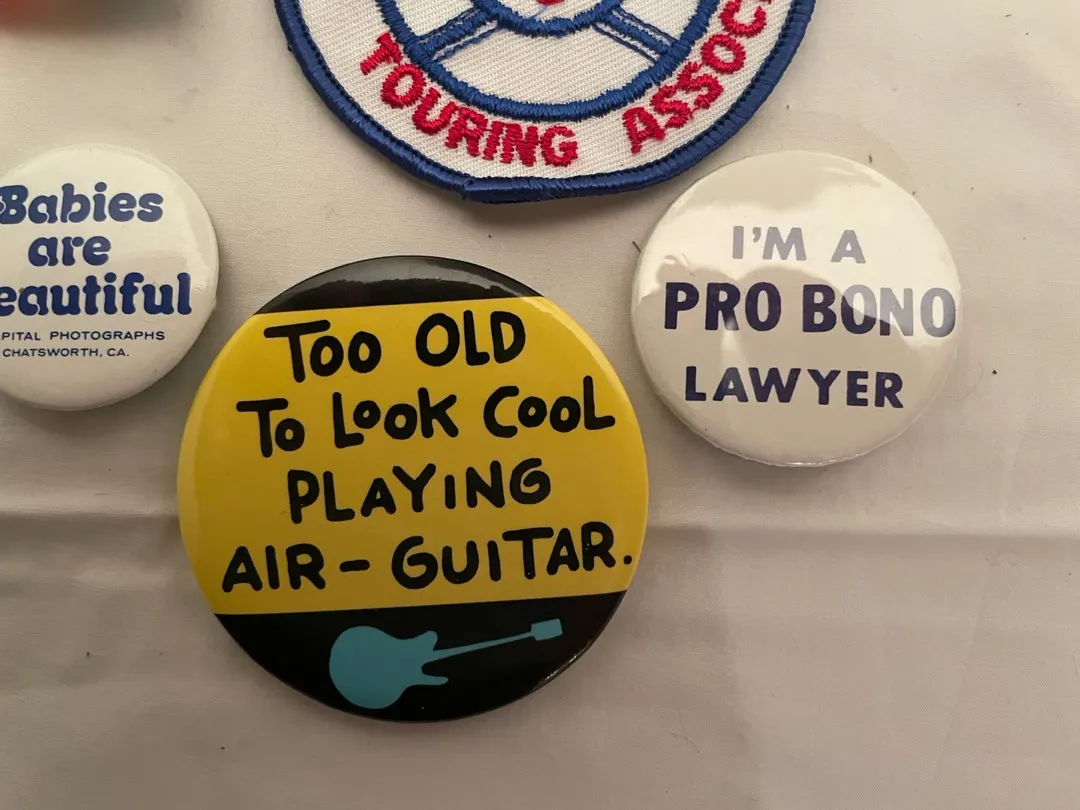 TOURING ASSOC
Babies
are
eautiful
PITAL PHOTOGRAPHS
CHATSWORTH, CA.
TOO OLD
TO LOOK COOL
PLAYING
AIR-GUITAR.
I'M A
PRO BONO
LAWYER